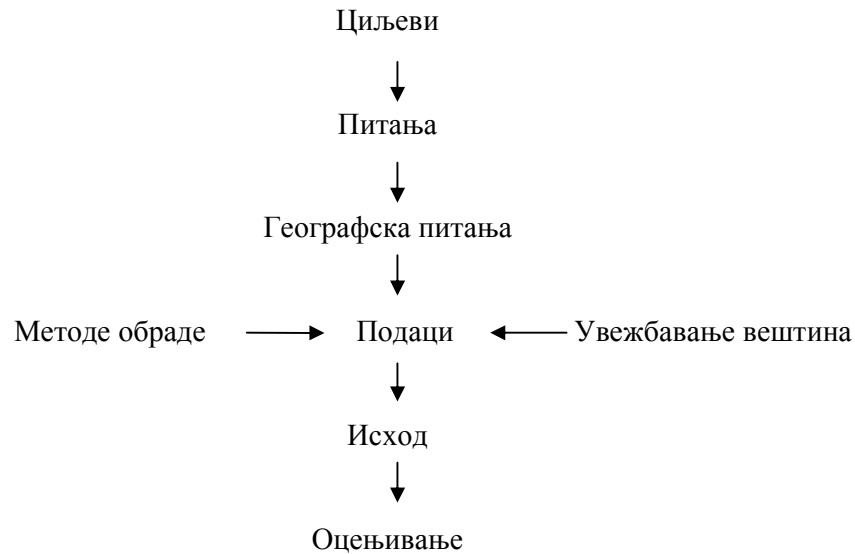 Циљеви
Питања
Географска питања
Методе обраде
Подаци
Увежбавање вештина
Исход
Оцењивање